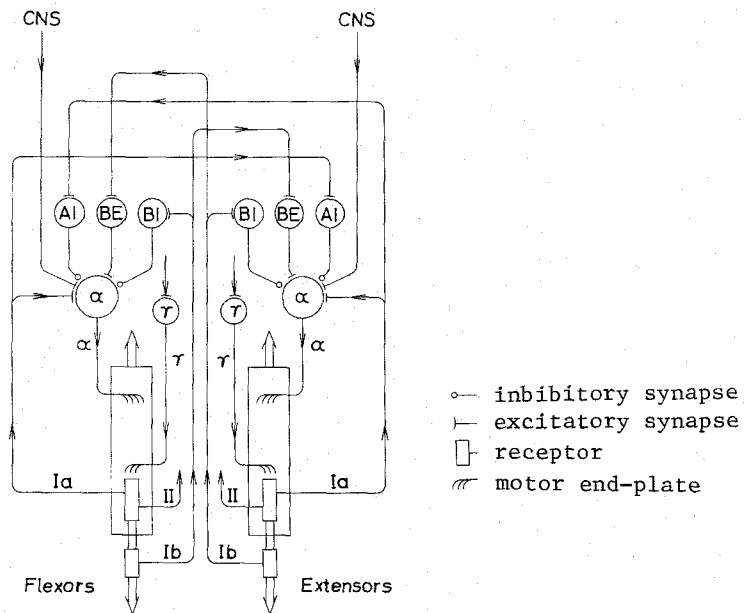 CNS CNS
AI BE BI BI BE AI
α α
γ γ
α γ γ α
inbibitory synapse
excitatory synapse
receptor
motor end-plate
Ia II II Ia
Ib Ib
Flexors Extensors